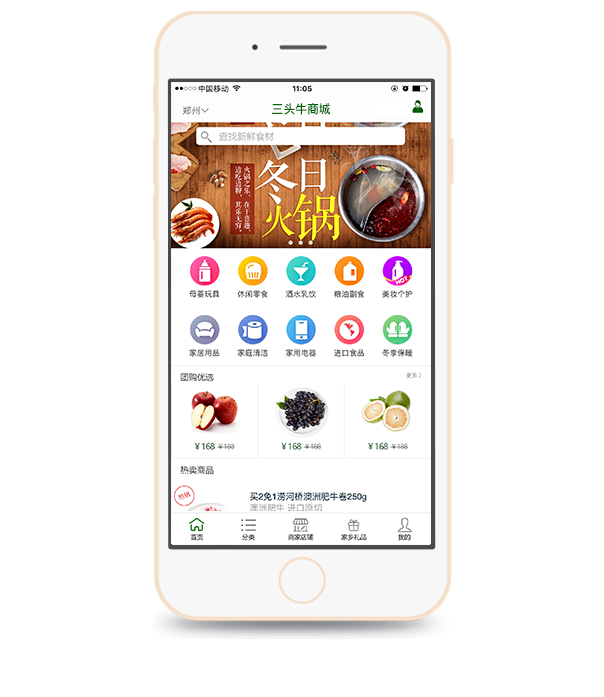 中国移动 11:05
郑州 三头牛商城
查找新鲜食材
冬日
火锅
火锅之乐，在于意趣，
边吃边聊，其乐无穷。
母婴玩具 休闲零食 酒水乳饮 粮油副食 美妆个护
HOT
家居用品 家庭清洁 家用电器 进口食品 冬季保暖
团购优选 更多
¥168 ¥188 ¥168 ¥188 ¥168 ¥188
热卖商品
热销
买2免1涝河桥澳洲肥牛卷250g
澳洲肥牛 进口原切
首页 分类 商家店铺 家乡礼品 我的